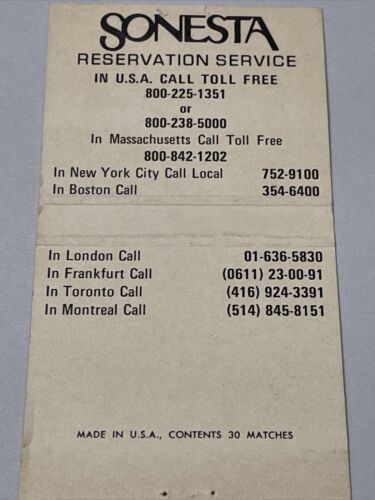 SONESTA
RESERVATION SERVICE
IN U.S.A. CALL TOLL FREE
800-225-1351
or
800-238-5000
In Massachusetts Call Toll Free
800-842-1202
In New York City Call Local 752-9100
In Boston Call 354-6400
In London Call 01-636-5830
In Frankfurt Call (0611) 23-00-91
In Toronto Call (416) 924-3391
In Montreal Call (514) 845-8151
MADE IN U.S.A., CONTENTS 30 MATCHES